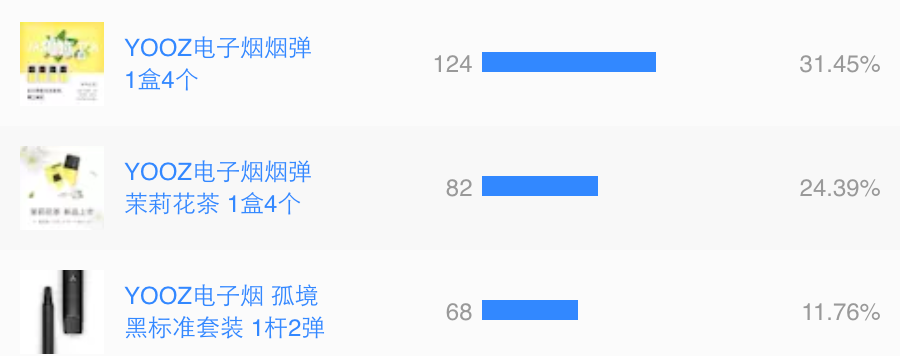 YOOZ电子烟烟弹
1盒4个
124
31.45%
YOOZ电子烟烟弹
茉莉花茶 1盒4个
82
24.39%
YOOZ电子烟 孤境
黑标准套装 1杆2弹
68
11.76%